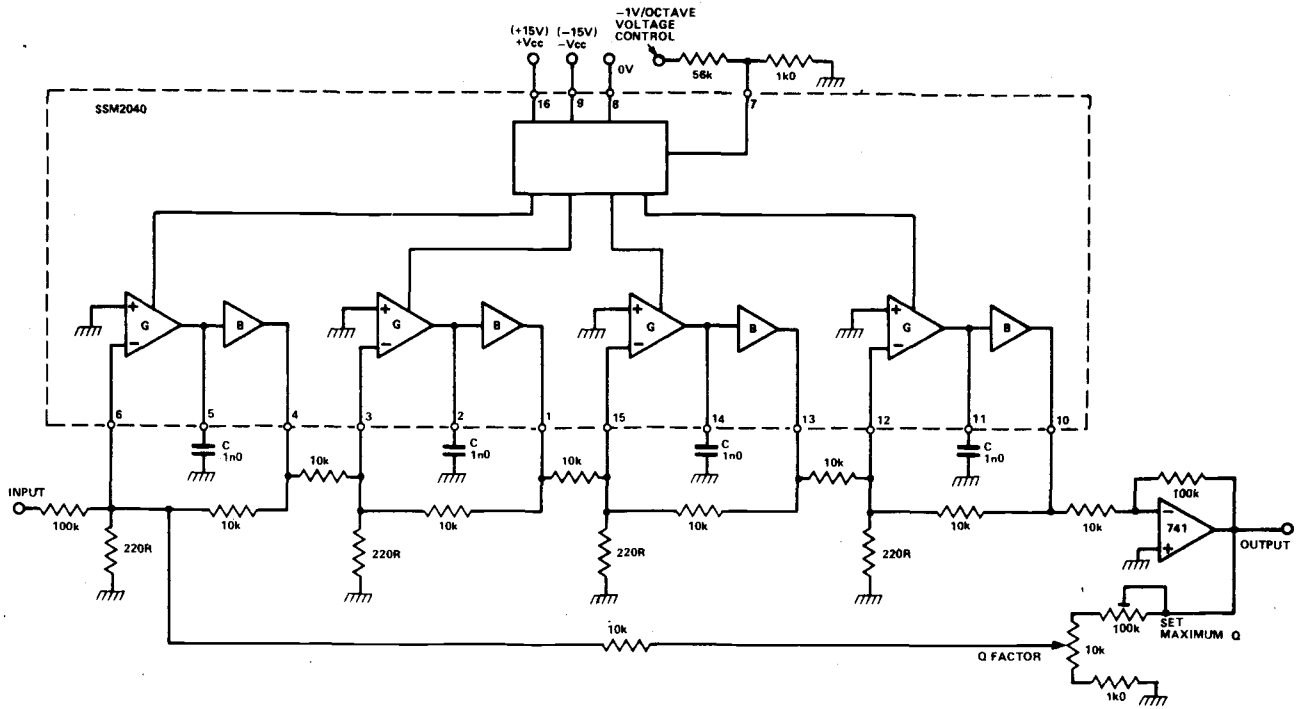 −1V/OCTAVE
VOLTAGE
CONTROL
(+15V)
+Vcc
(−15V)
−Vcc
0V
56k
1k0
SSM2040
16
9
8
7
+
G
−
B
+
G
−
B
+
G
−
B
+
G
−
B
6
5
4
3
2
1
15
14
13
12
11
10
C
1n0
C
1n0
C
1n0
C
1n0
10k
10k
10k
INPUT
100k
10k
10k
10k
10k
10k
100k
−
741
+
OUTPUT
220R
220R
220R
220R
100k
SET
MAXIMUM Q
10k
Q FACTOR
10k
1k0